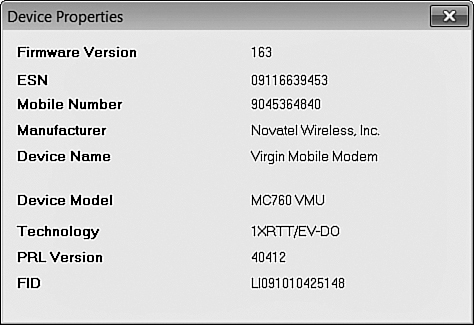 Device Properties
Firmware Version 163
ESN 09116639453
Mobile Number 9045364840
Manufacturer Novatel Wireless, Inc.
Device Name Virgin Mobile Modem
Device Model MC760 VMU
Technology 1XRTT/EV-DO
PRL Version 40412
FID LI091010425148